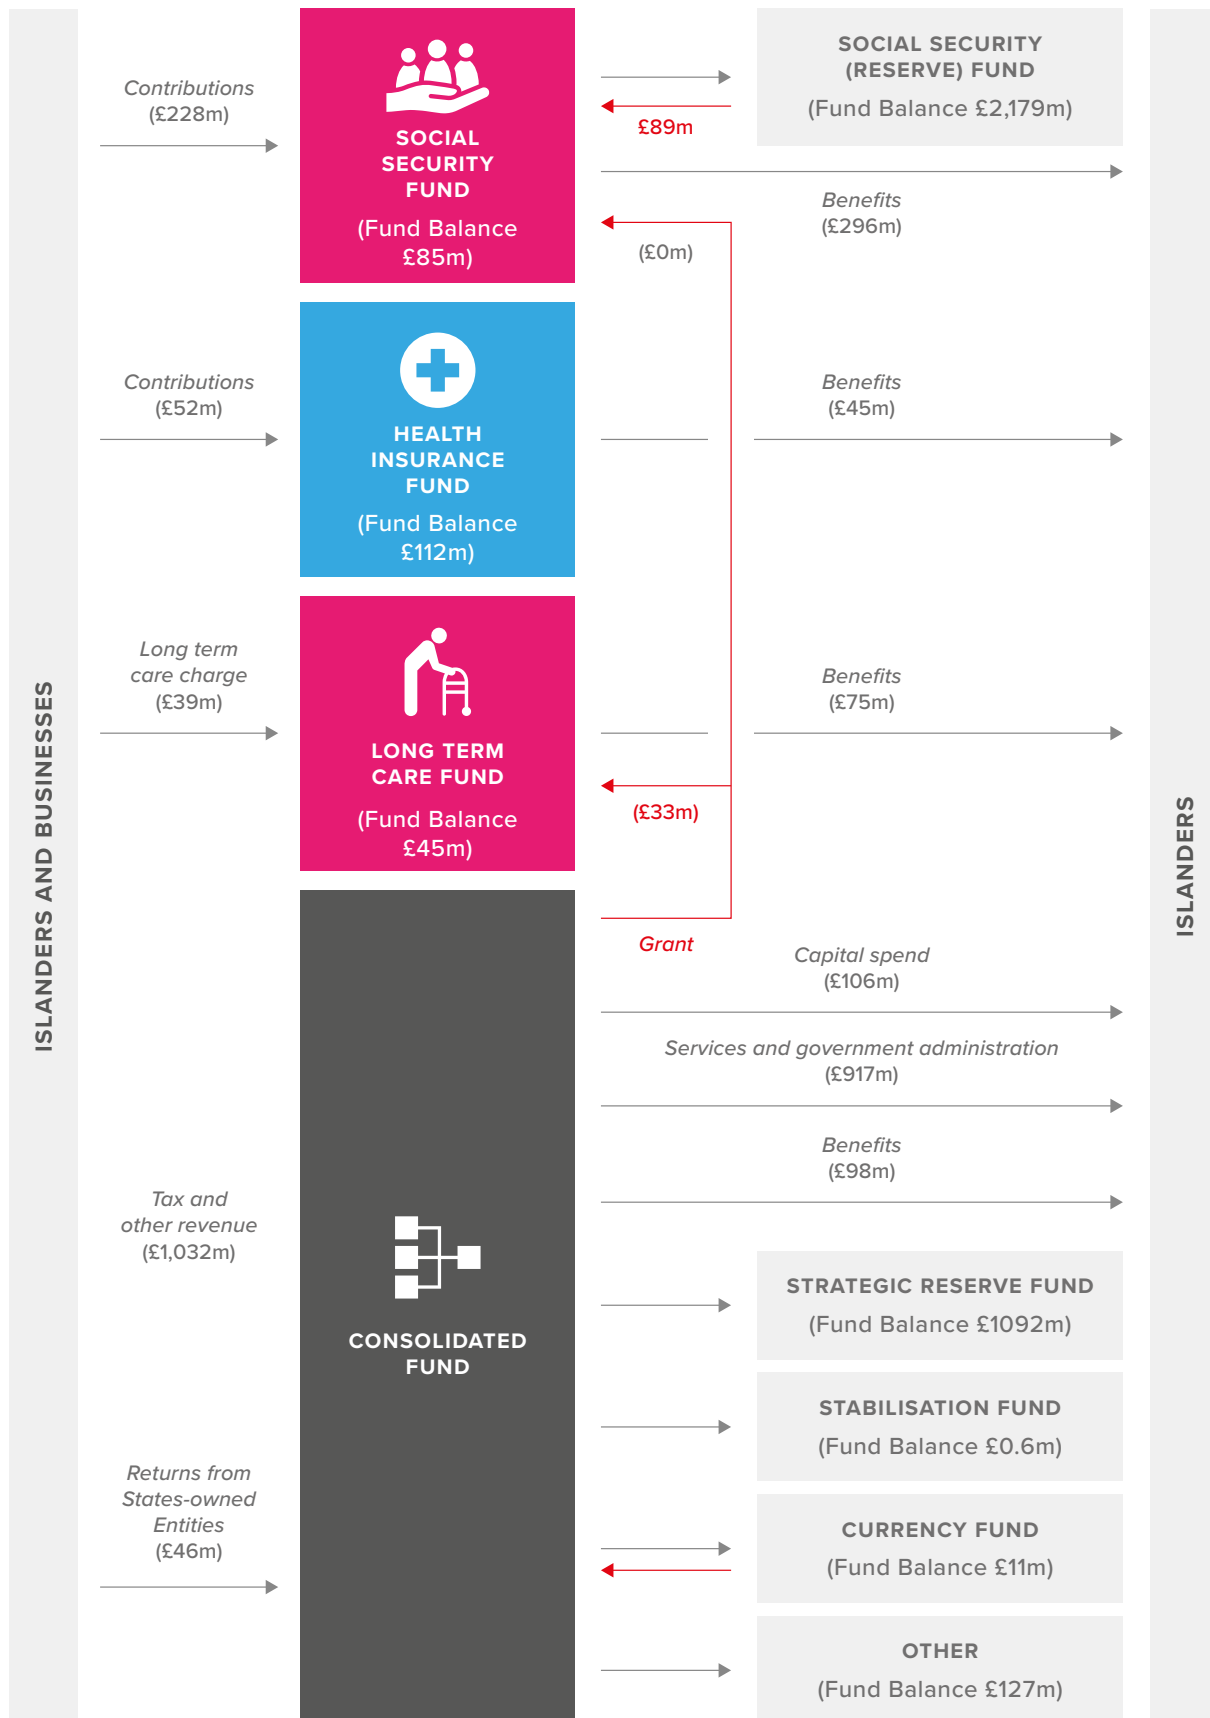 ISLANDERS AND BUSINESSES
Contributions
(£228m)
SOCIAL
SECURITY
FUND
(Fund Balance
£85m)
£89m
SOCIAL SECURITY
(RESERVE) FUND
(Fund Balance £2,179m)
Benefits
(£296m)
(£0m)
Contributions
(£52m)
HEALTH
INSURANCE
FUND
(Fund Balance
£112m)
Benefits
(£45m)
Long term
care charge
(£39m)
LONG TERM
CARE FUND
(Fund Balance
£45m)
Benefits
(£75m)
(£33m)
Grant
Capital spend
(£106m)
Services and government administration
(£917m)
Benefits
(£98m)
Tax and
other revenue
(£1,032m)
CONSOLIDATED
FUND
STRATEGIC RESERVE FUND
(Fund Balance £1092m)
STABILISATION FUND
(Fund Balance £0.6m)
Returns from
States-owned
Entities
(£46m)
CURRENCY FUND
(Fund Balance £11m)
OTHER
(Fund Balance £127m)
ISLANDERS